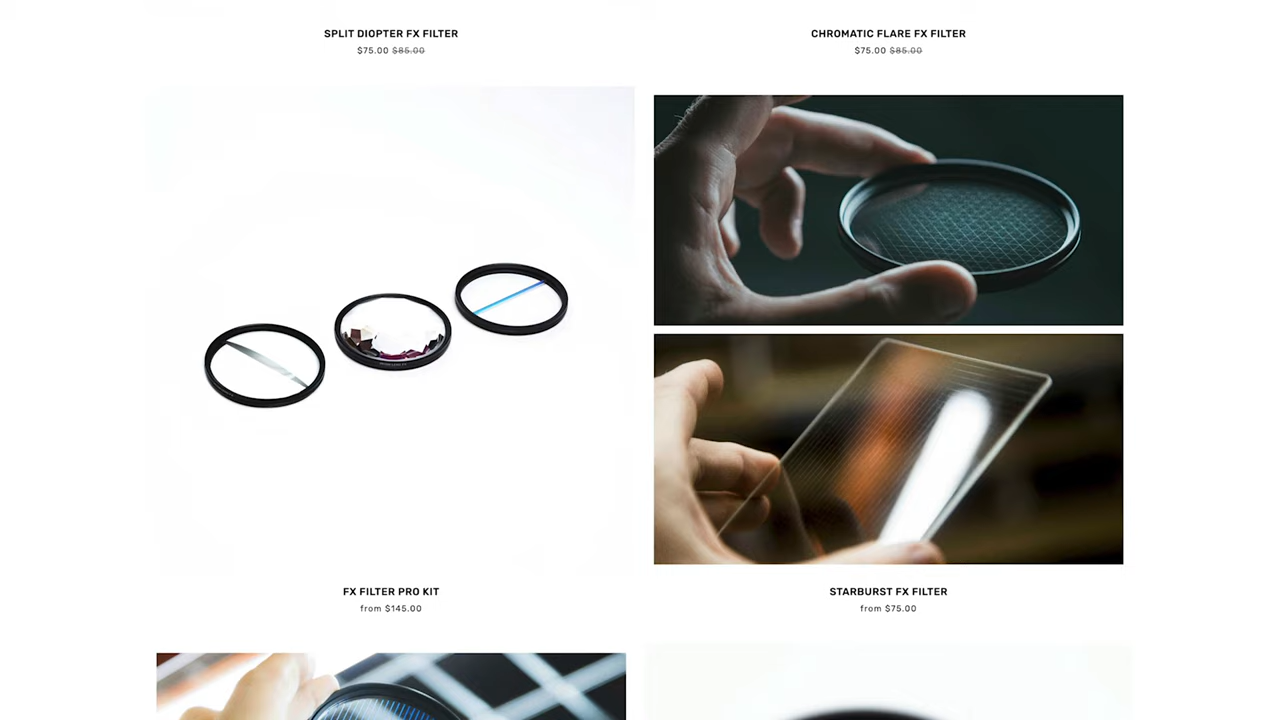 SPLIT DIOPTER FX FILTER
$75.00 $85.00
CHROMATIC FLARE FX FILTER
$75.00 $85.00
FX FILTER PRO KIT
from $145.00
STARBURST FX FILTER
from $75.00